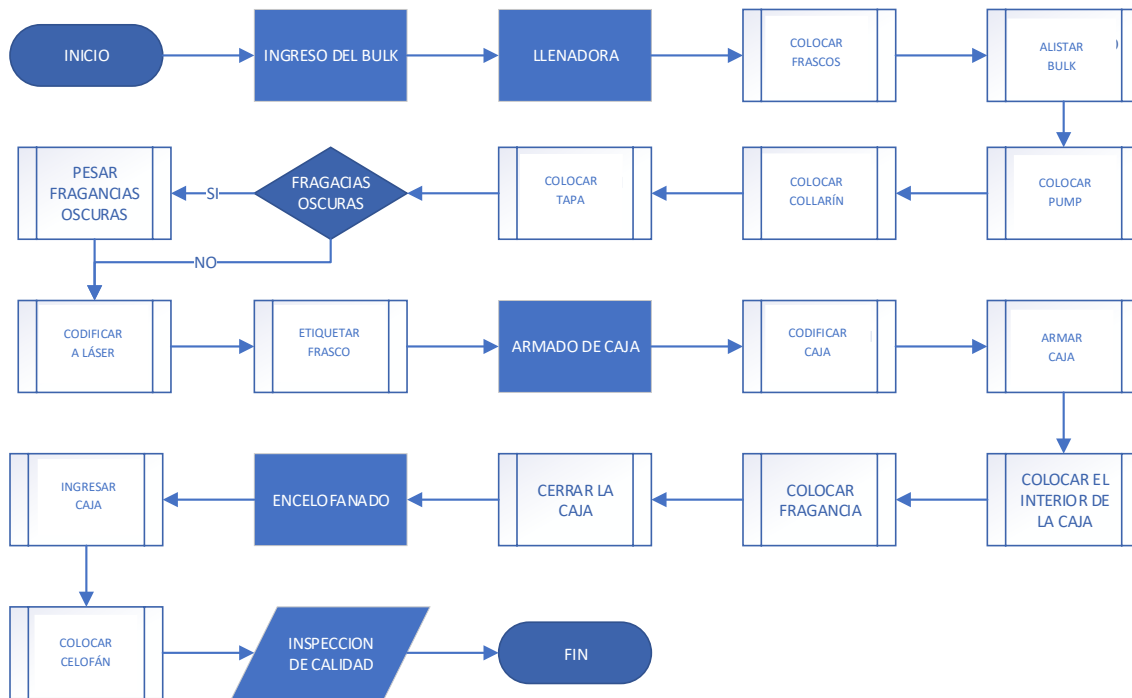 INICIO
INGRESO DEL BULK
LLENADORA
COLOCAR
FRASCOS
ALISTAR
BULK
COLOCAR
PUMP
COLOCAR
COLLARÍN
COLOCAR
TAPA
FRAGACIAS
OSCURAS
SI
PESAR
FRAGANCIAS
OSCURAS
NO
CODIFICAR
A LÁSER
ETIQUETAR
FRASCO
ARMADO DE CAJA
CODIFICAR
CAJA
ARMAR
CAJA
COLOCAR EL
INTERIOR DE
LA CAJA
COLOCAR
FRAGANCIA
CERRAR LA
CAJA
ENCELOFANADO
INGRESAR
CAJA
COLOCAR
CELOFÁN
INSPECCION
DE CALIDAD
FIN